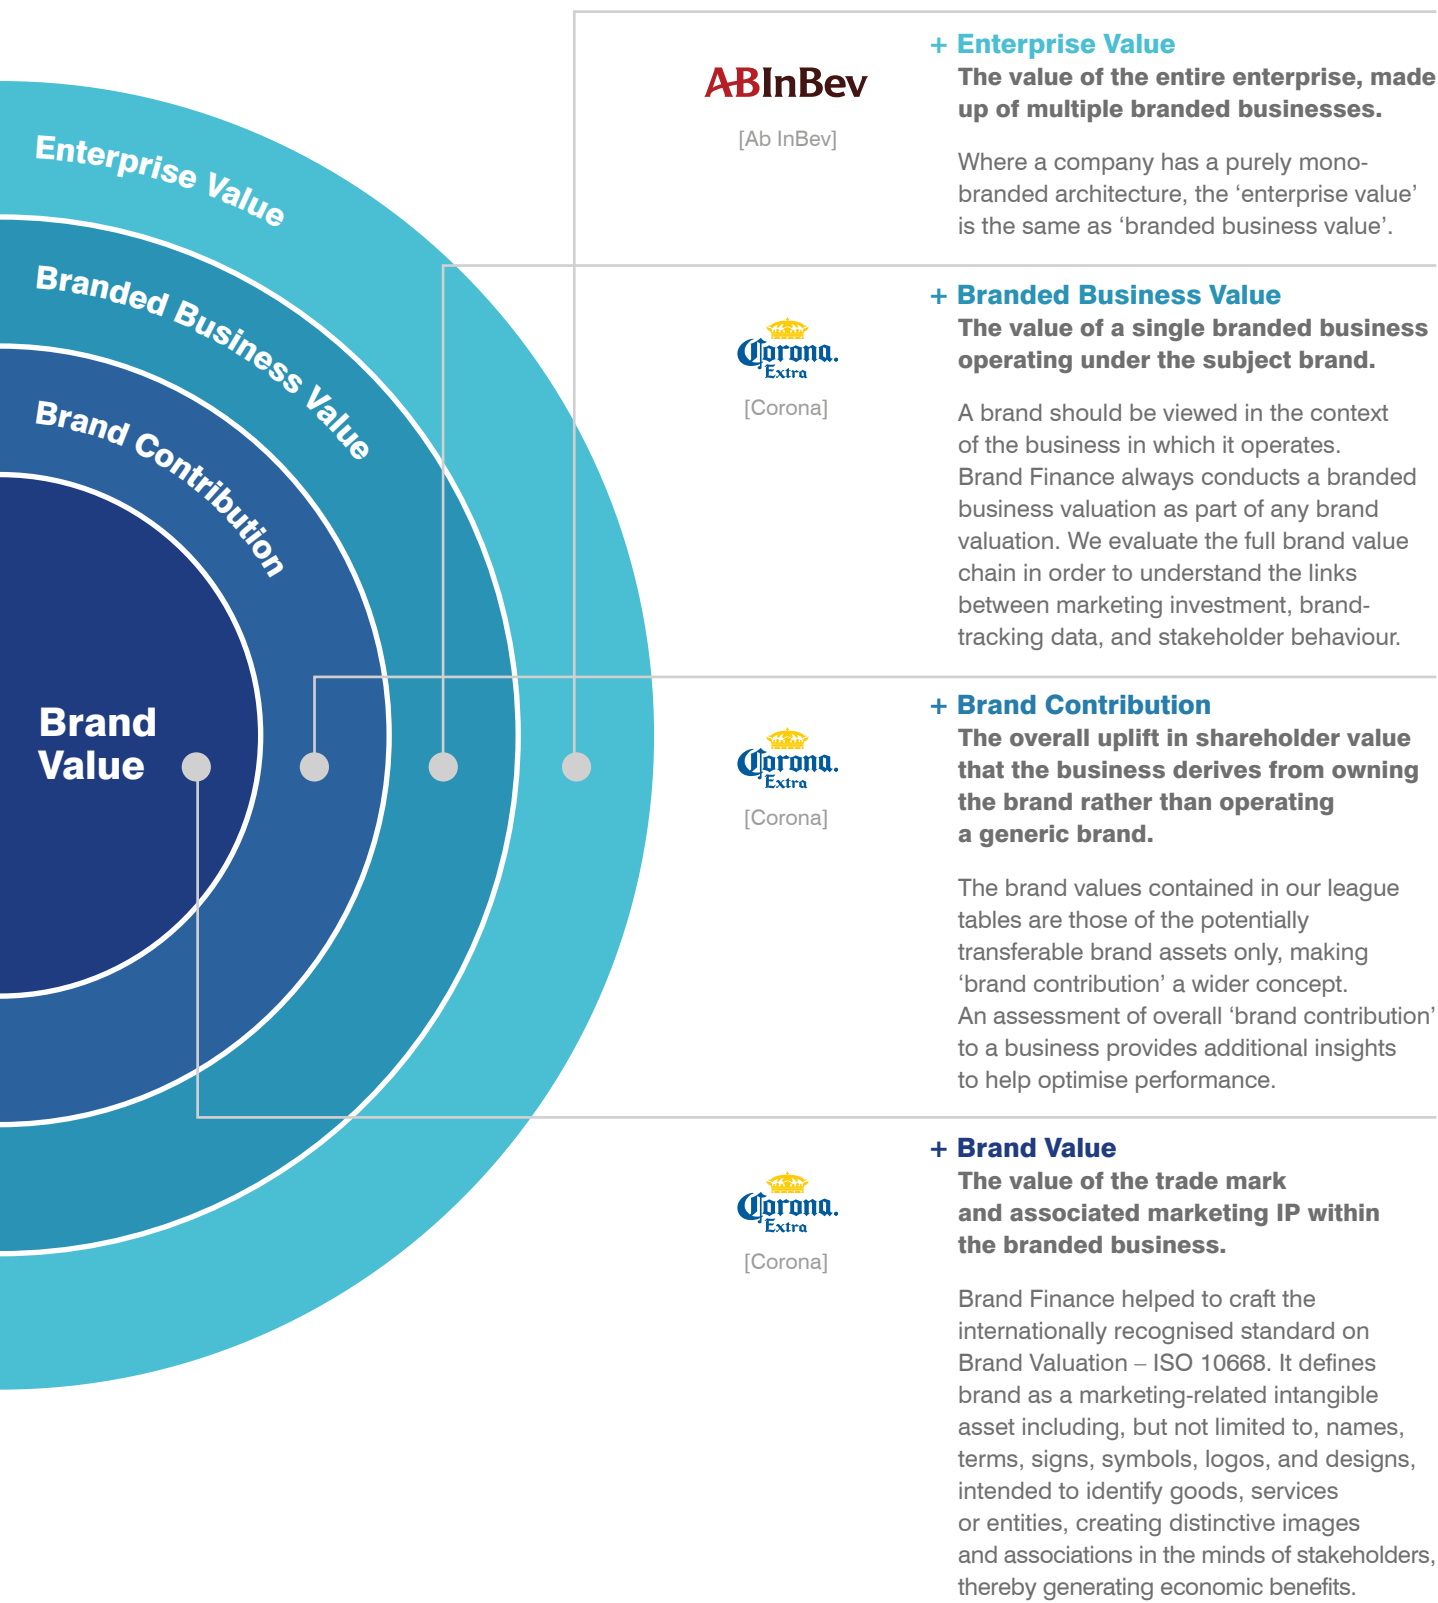 Enterprise Value
Branded Business Value
Brand Contribution
Brand
Value
ABInBev
[Ab InBev]
+ Enterprise Value
The value of the entire enterprise, made
up of multiple branded businesses.
Where a company has a purely mono-
branded architecture, the ‘enterprise value’
is the same as ‘branded business value’.
Corona.
Extra
[Corona]
+ Branded Business Value
The value of a single branded business
operating under the subject brand.
A brand should be viewed in the context
of the business in which it operates.
Brand Finance always conducts a branded
business valuation as part of any brand
valuation. We evaluate the full brand value
chain in order to understand the links
between marketing investment, brand-
tracking data, and stakeholder behaviour.
Corona.
Extra
[Corona]
+ Brand Contribution
The overall uplift in shareholder value
that the business derives from owning
the brand rather than operating
a generic brand.
The brand values contained in our league
tables are those of the potentially
transferable brand assets only, making
‘brand contribution’ a wider concept.
An assessment of overall ‘brand contribution’
to a business provides additional insights
to help optimise performance.
Corona.
Extra
[Corona]
+ Brand Value
The value of the trade mark
and associated marketing IP within
the branded business.
Brand Finance helped to craft the
internationally recognised standard on
Brand Valuation – ISO 10668. It defines
brand as a marketing-related intangible
asset including, but not limited to, names,
terms, signs, symbols, logos, and designs,
intended to identify goods, services
or entities, creating distinctive images
and associations in the minds of stakeholders,
thereby generating economic benefits.